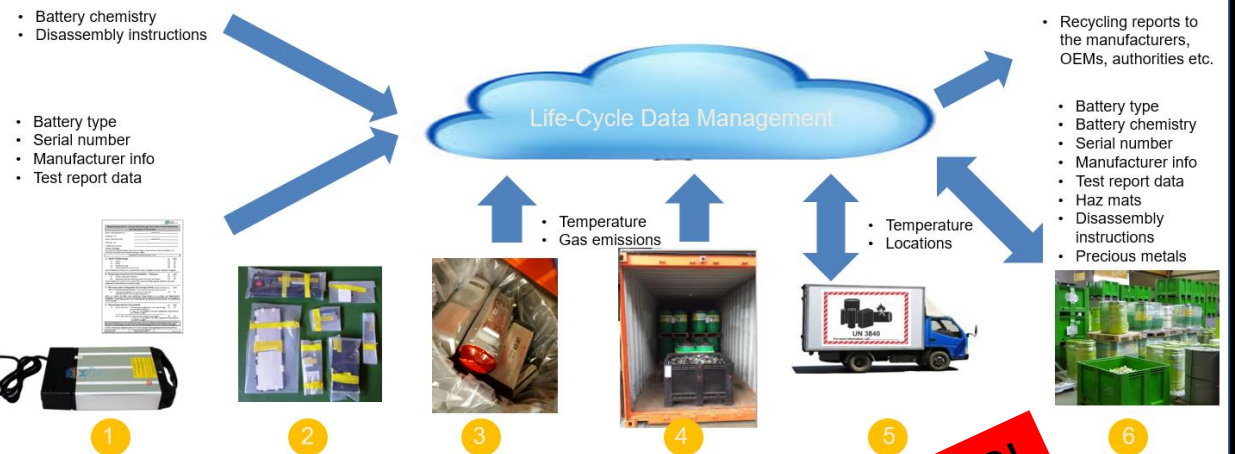 • Battery chemistry
• Disassembly instructions
• Battery type
• Serial number
• Manufacturer info
• Test report data
Life-Cycle Data Management
• Recycling reports to
the manufacturers,
OEMs, authorities etc.
• Battery type
• Battery chemistry
• Serial number
• Manufacturer info
• Test report data
• Haz mats
• Disassembly
instructions
• Precious metals
• Temperature
• Gas emissions
• Temperature
• Locations
UN 3840
1
2
3
4
5
6